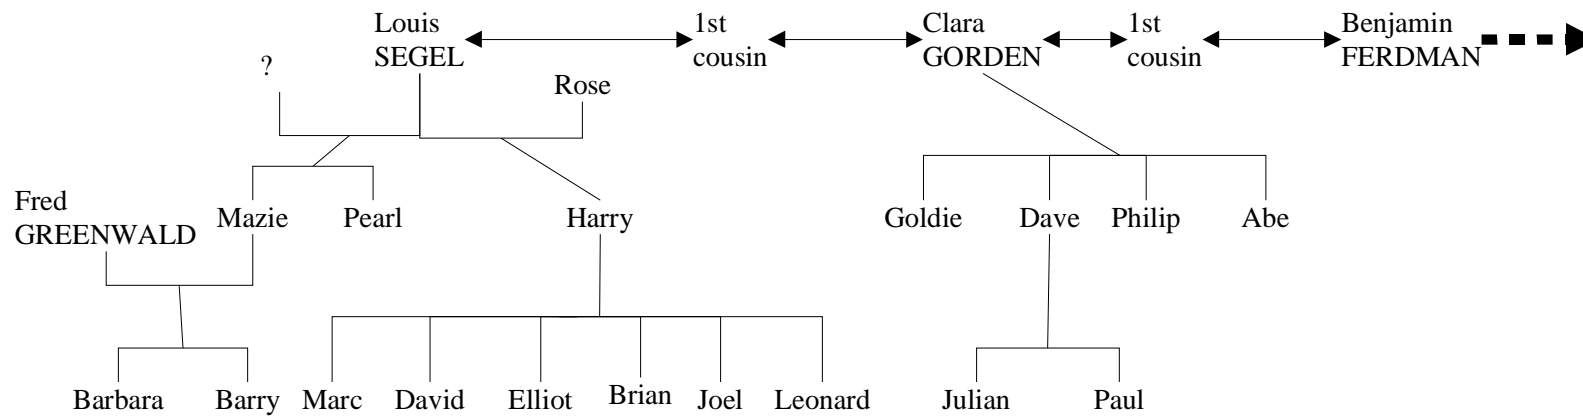 Louis
SEGEL
1st
cousin
Clara
GORDEN
1st
cousin
Benjamin
FERDMAN
?
Rose
Fred
GREENWALD
Mazie
Pearl
Harry
Goldie
Dave
Philip
Abe
Barbara
Barry
Marc
David
Elliot
Brian
Joel
Leonard
Julian
Paul